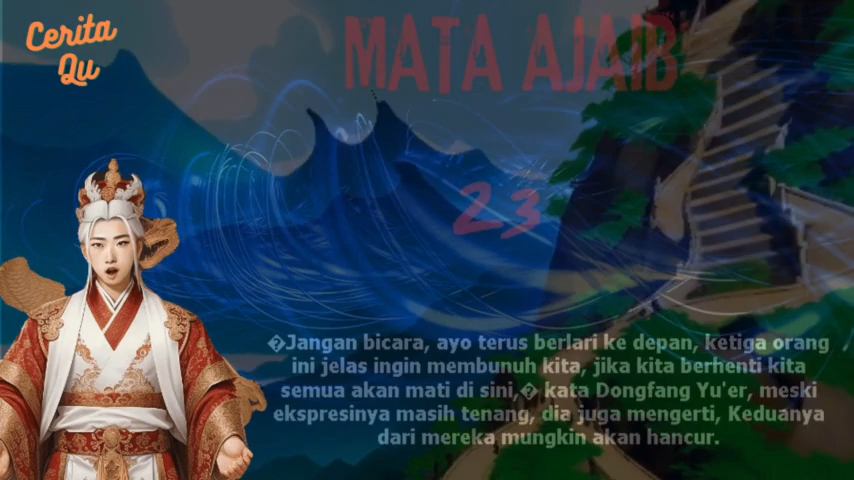 Cerita
Qu
MATA AJAIB
23
�Jangan bicara, ayo terus berlari ke depan, ketiga orang
ini jelas ingin membunuh kita, jika kita berhenti kita
semua akan mati di sini,� kata Dongfang Yu'er, meski
ekspresinya masih tenang, dia juga mengerti, Keduanya
dari mereka mungkin akan hancur.